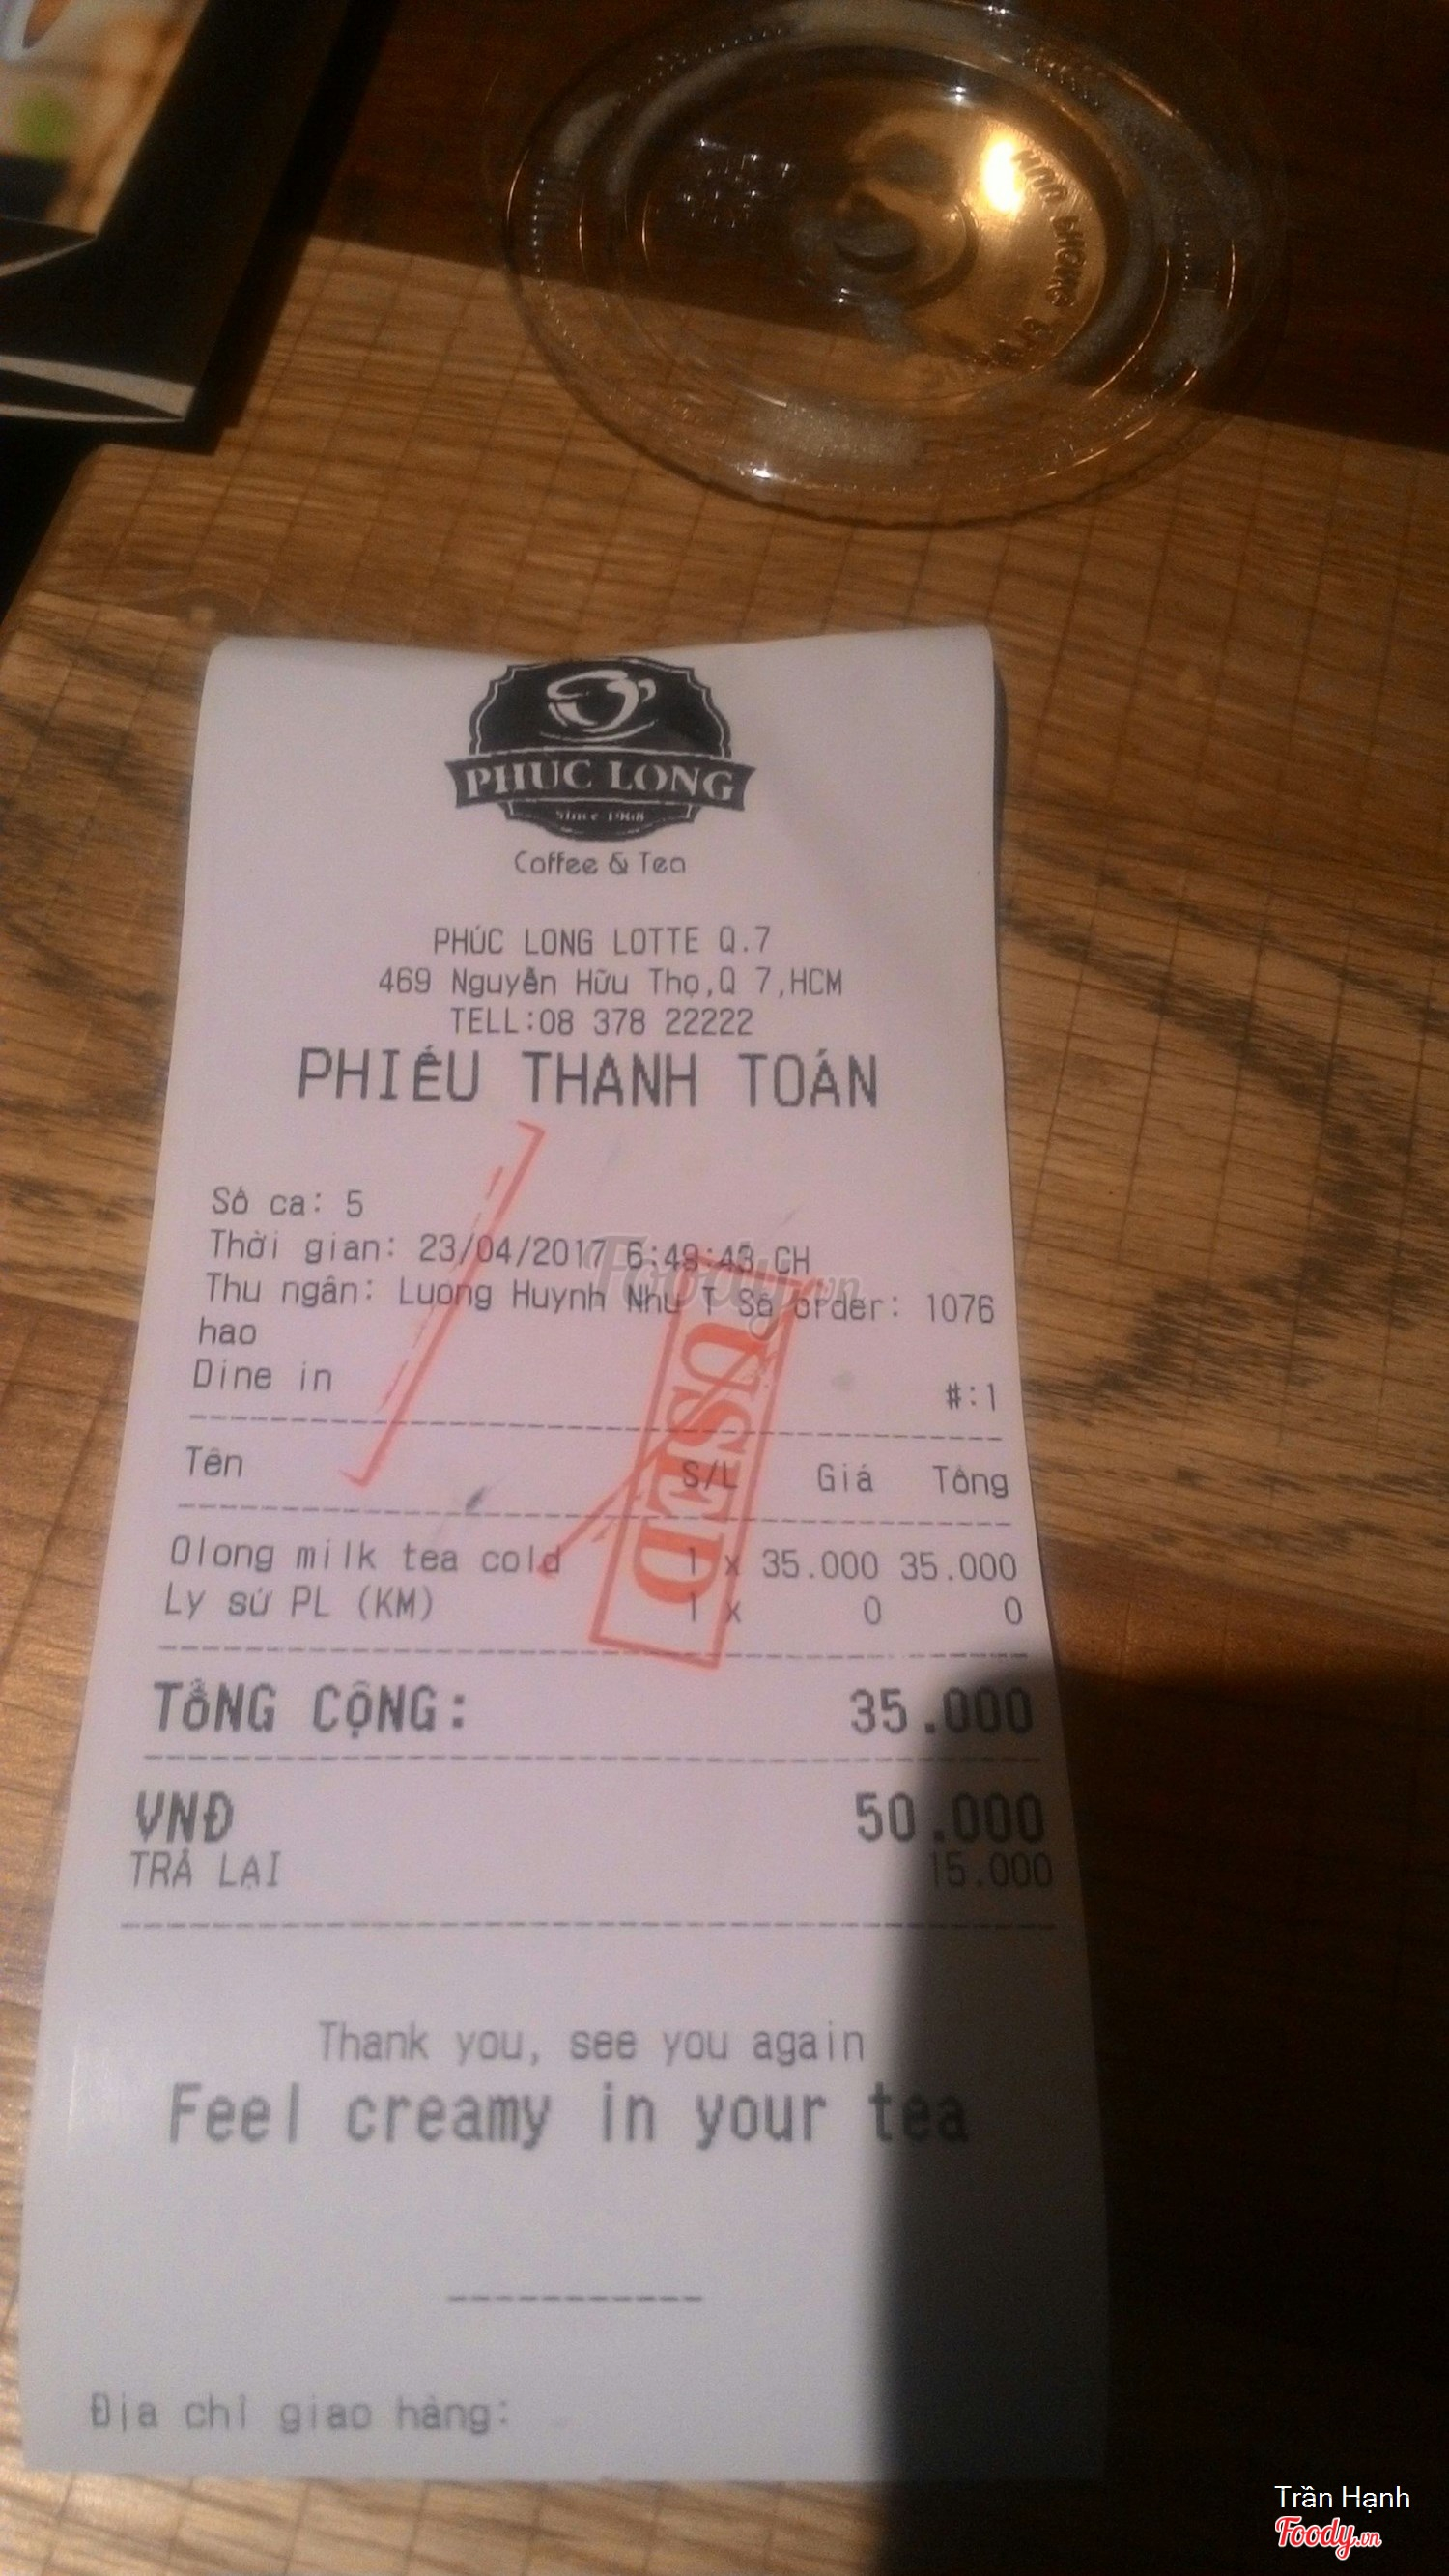 PHUC LONG
Since 1968
Coffee & Tea
PHÚC LONG LOTTE Q.7
469 Nguyễn Hữu Thọ,Q 7,HCM
TELL:08 378 22222
PHIẾU THANH TOÁN
Số ca: 5
Thời gian: 23/04/2017 6:48:43 CH
Thu ngân: Luong Huynh Nhu T Số order: 1076
hao
Dine in #:1
USED
Tên S/L Giá Tổng
Olong milk tea cold 1 x 35.000 35.000
Ly sứ PL (KM) 1 x 0 0
TỔNG CỘNG: 35.000
VNĐ 50.000
TRẢ LẠI 15.000
Thank you, see you again
Feel creamy in your tea
Địa chỉ giao hàng:
Foody.vn
Trần Hạnh
Foody.vn